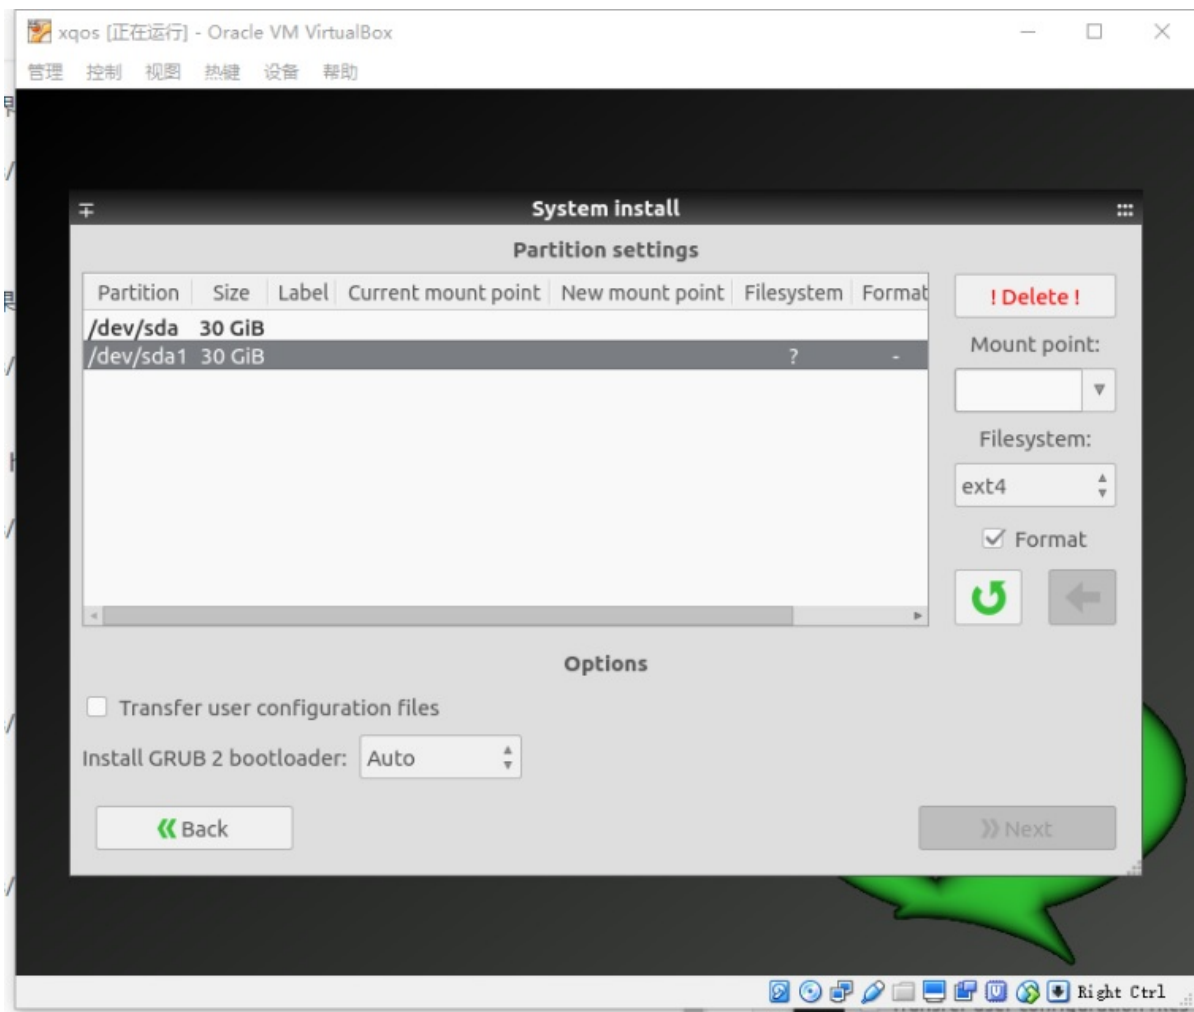 xqos [正在运行] - Oracle VM VirtualBox
管理 控制 视图 热键 设备 帮助
System install
Partition settings
Partition Size Label Current mount point New mount point Filesystem Format
/dev/sda 30 GiB
/dev/sda1 30 GiB ? -
! Delete !
Mount point:
Filesystem:
ext4
Format
Options
Transfer user configuration files
Install GRUB 2 bootloader: Auto
Back
Next
Right Ctrl